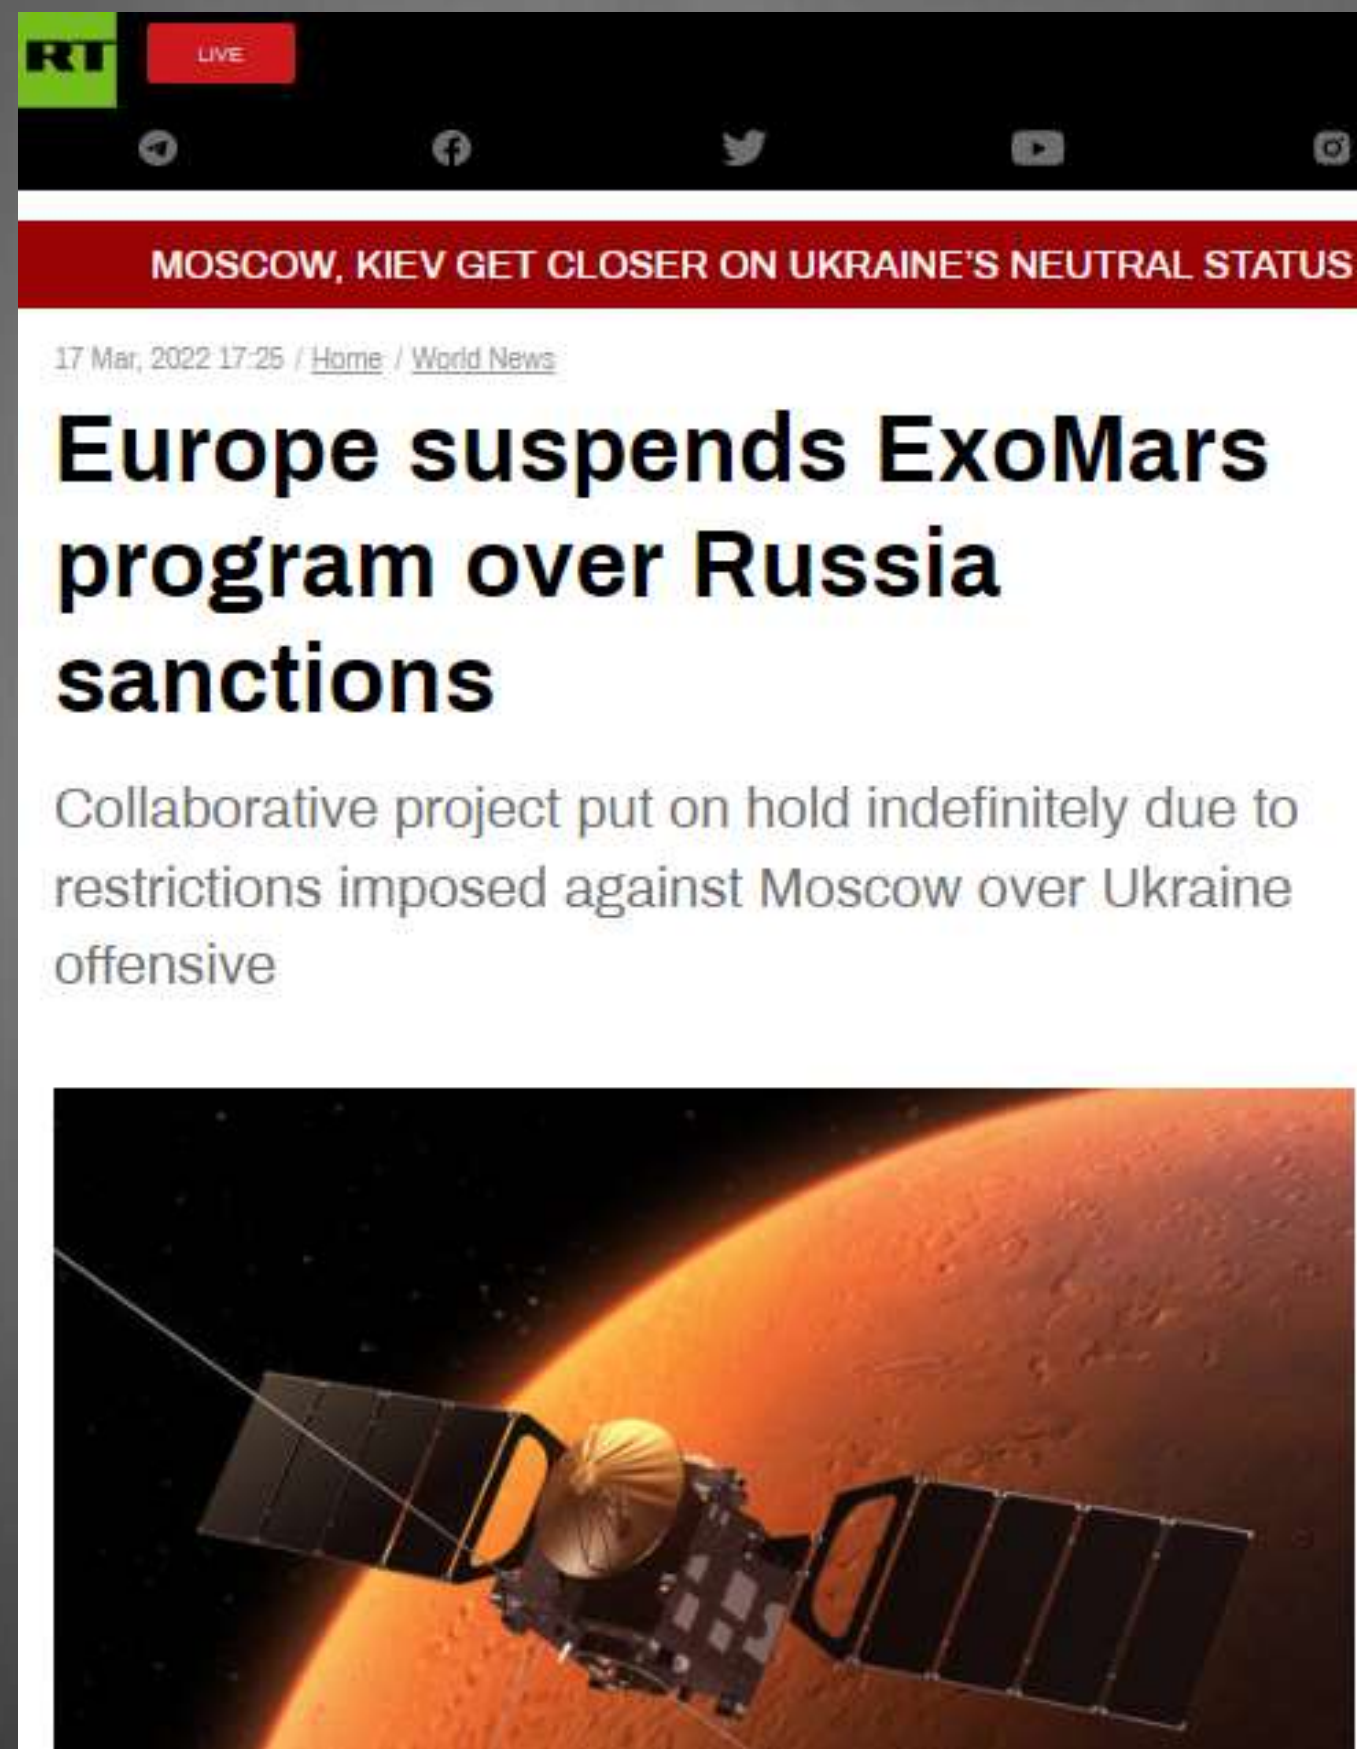 RT
LIVE
MOSCOW, KIEV GET CLOSER ON UKRAINE'S NEUTRAL STATUS
17 Mar, 2022 17:25 / Home / World News
Europe suspends ExoMars
program over Russia
sanctions
Collaborative project put on hold indefinitely due to
restrictions imposed against Moscow over Ukraine
offensive